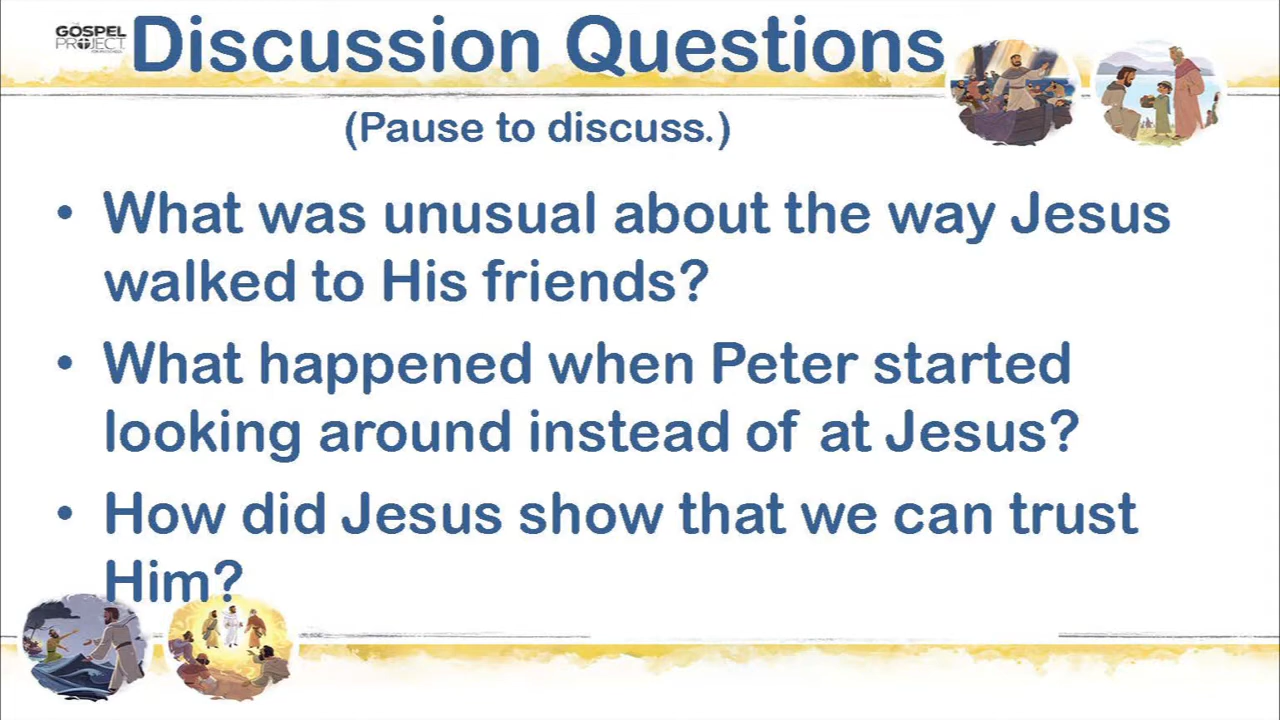 THE
GOSPEL
PROJECT
Discussion Questions
(Pause to discuss.)
• What was unusual about the way Jesus
walked to His friends?
• What happened when Peter started
looking around instead of at Jesus?
• How did Jesus show that we can trust
Him?